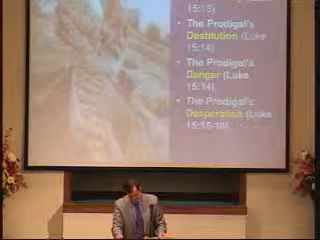 15:13)
• The Prodigal's
Destitution (Luke
15:14)
• The Prodigal's
Danger (Luke
15:14)
• The Prodigal's
Desperation (Luke
15:15-16)